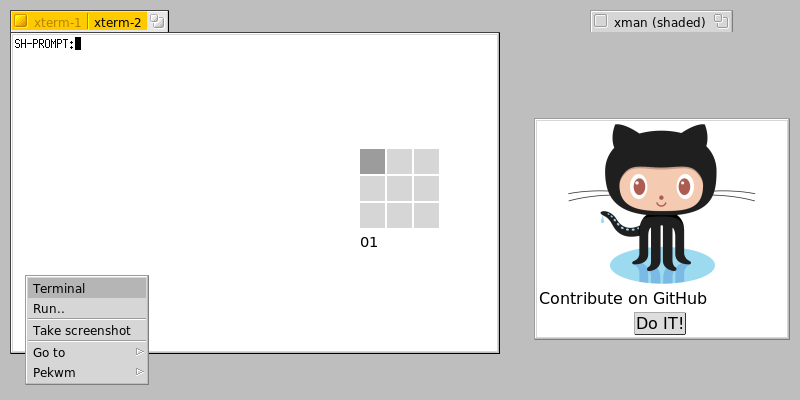 xterm-1 xterm-2
xman (shaded)
SH-PROMPT:
01
Terminal
Run..
Take screenshot
Go to
Pekwm
Contribute on GitHub
Do IT!